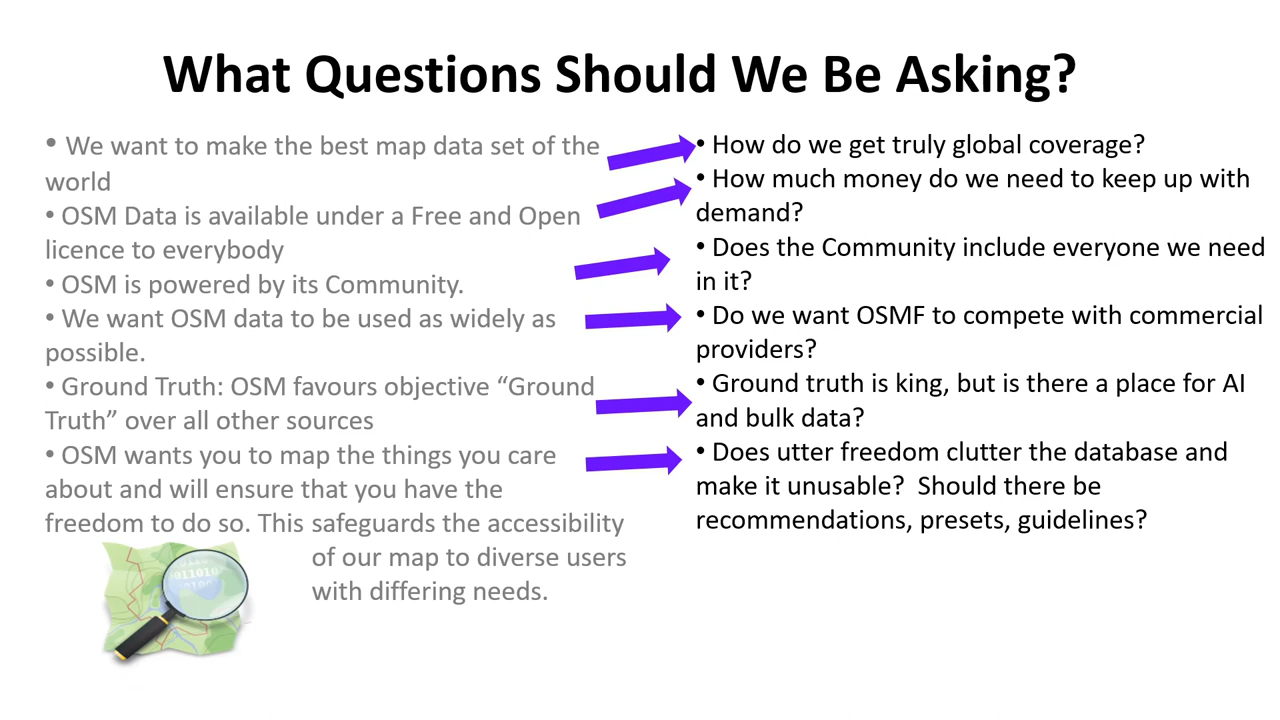 What Questions Should We Be Asking?
• We want to make the best map data set of the
world
• OSM Data is available under a Free and Open
licence to everybody
• OSM is powered by its Community.
• We want OSM data to be used as widely as
possible.
• Ground Truth: OSM favours objective “Ground
Truth” over all other sources
• OSM wants you to map the things you care
about and will ensure that you have the
freedom to do so. This safeguards the accessibility
of our map to diverse users
with differing needs.
• How do we get truly global coverage?
• How much money do we need to keep up with
demand?
• Does the Community include everyone we need
in it?
• Do we want OSMF to compete with commercial
providers?
• Ground truth is king, but is there a place for AI
and bulk data?
• Does utter freedom clutter the database and
make it unusable?  Should there be
recommendations, presets, guidelines?